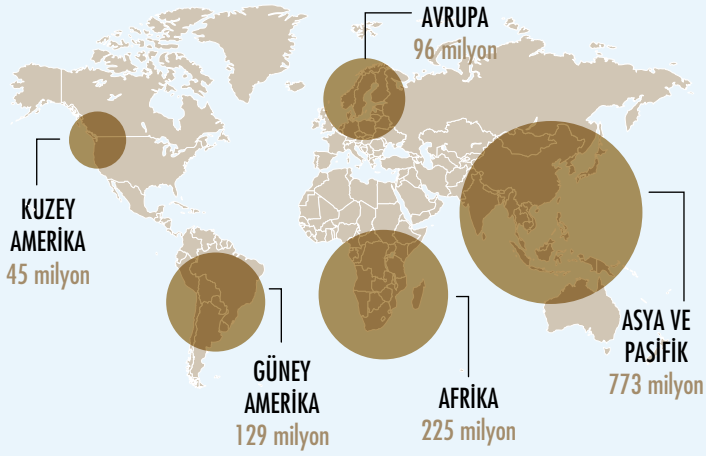 AVRUPA
96 milyon
KUZEY
AMERİKA
45 milyon
GÜNEY
AMERİKA
129 milyon
AFRİKA
225 milyon
ASYA VE
PASİFİK
773 milyon